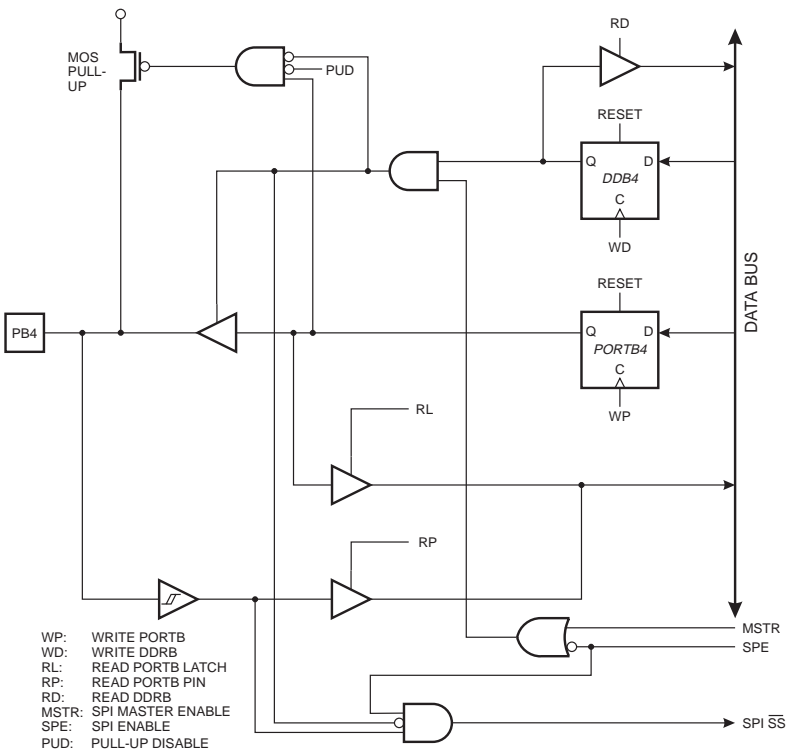 MOS
PULL-
UP
PUD
RD
RESET
Q D
DDB4
C
WD
RESET
PB4
Q D
PORTB4
C
WP
DATA BUS
RL
RP
MSTR
SPE
WP: WRITE PORTB
WD: WRITE DDRB
RL: READ PORTB LATCH
RP: READ PORTB PIN
RD: READ DDRB
MSTR: SPI MASTER ENABLE
SPE: SPI ENABLE
PUD: PULL-UP DISABLE
SPI S̅S̅